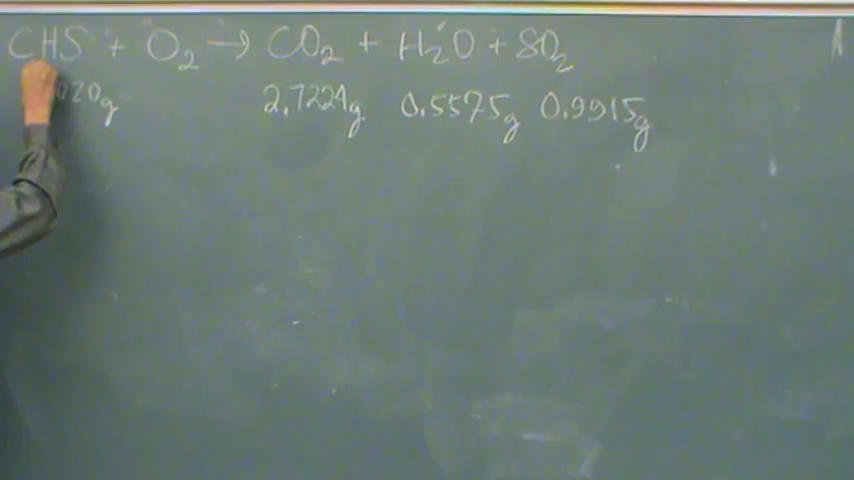 CHS + O₂ → CO₂ + H₂O + SO₂
020g 2.7224g 0.5575g 0.9915g